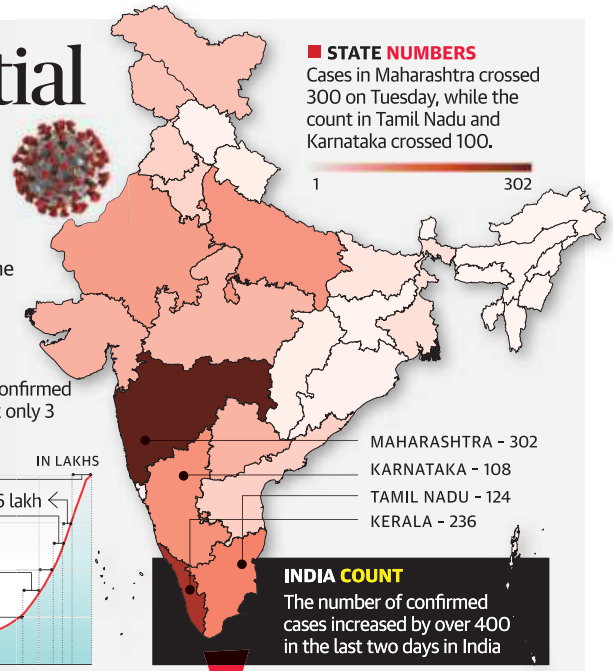 tial
■ STATE NUMBERS
Cases in Maharashtra crossed
300 on Tuesday, while the
count in Tamil Nadu and
Karnataka crossed 100.
1 302
onfirmed
only 3
MAHARASHTRA – 302
IN LAKHS
KARNATAKA – 108
lakh
TAMIL NADU – 124
KERALA – 236
INDIA COUNT
The number of confirmed
cases increased by over 400
in the last two days in India